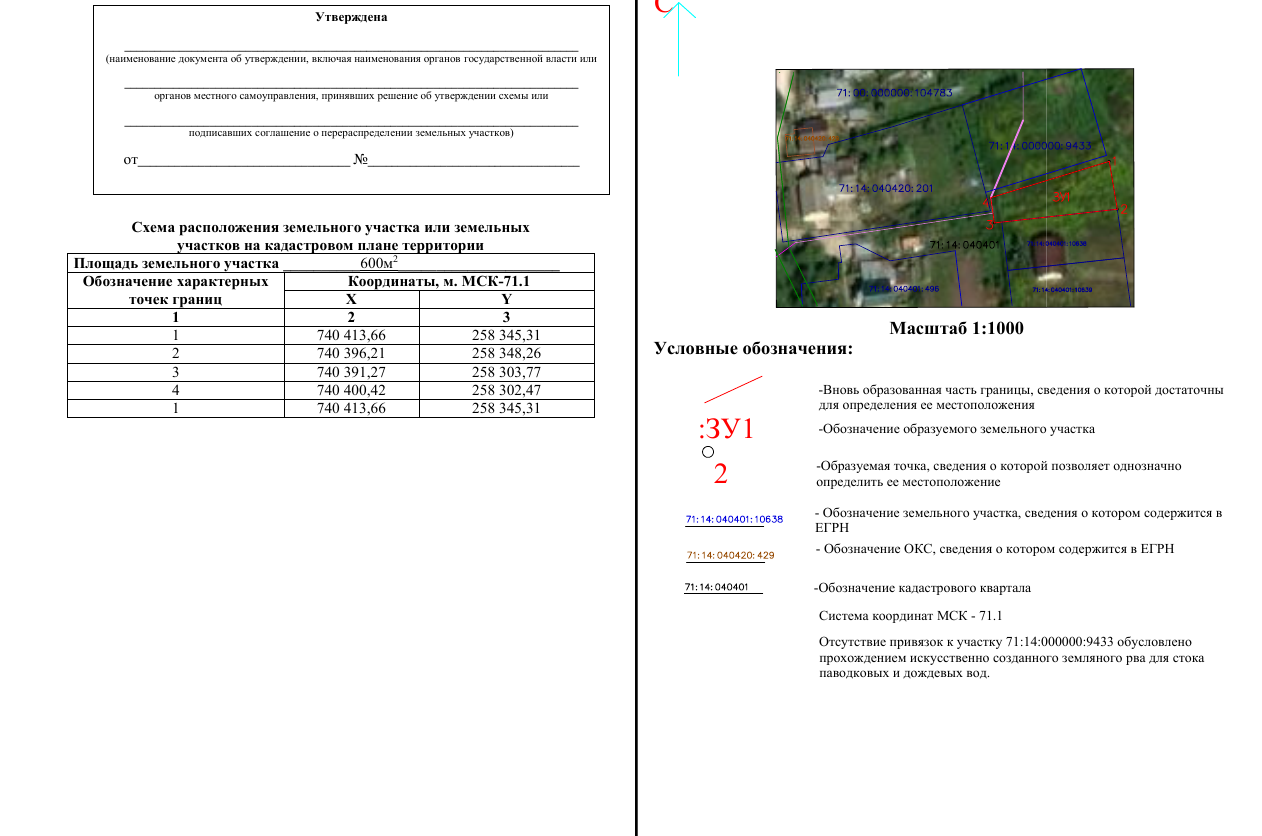 Утверждена
(наименование документа об утверждении, включая наименования органов государственной власти или
органов местного самоуправления, принявших решение об утверждении схемы или
подписавших соглашение о перераспределении земельных участков)
от____________________________ №____________________________
Схема расположения земельного участка или земельных
участков на кадастровом плане территории
Площадь земельного участка 600м²
Обозначение характерных точек границ Координаты, м. МСК-71.1
X Y
1 2 3
1 740 413,66 258 345,31
2 740 396,21 258 348,26
3 740 391,27 258 303,77
4 740 400,42 258 302,47
1 740 413,66 258 345,31
С
71:00:000000:104783
71:14:000000:9433
71:14:040420:201
2
3
71:14:040401
71:14:040401:10638
71:14:040401:496
71:14:040401:10639
Масштаб 1:1000
Условные обозначения:
-Вновь образованная часть границы, сведения о которой достаточны
для определения ее местоположения
:ЗУ1
-Обозначение образуемого земельного участка
2
-Образуемая точка, сведения о которой позволяет однозначно
определить ее местоположение
71:14:040401:10638
- Обозначение земельного участка, сведения о котором содержится в
ЕГРН
71:14:040420:429
- Обозначение ОКС, сведения о котором содержится в ЕГРН
71:14:040401
-Обозначение кадастрового квартала
Система координат МСК - 71.1
Отсутствие привязок к участку 71:14:000000:9433 обусловлено
прохождением искусственно созданного земляного рва для стока
паводковых и дождевых вод.